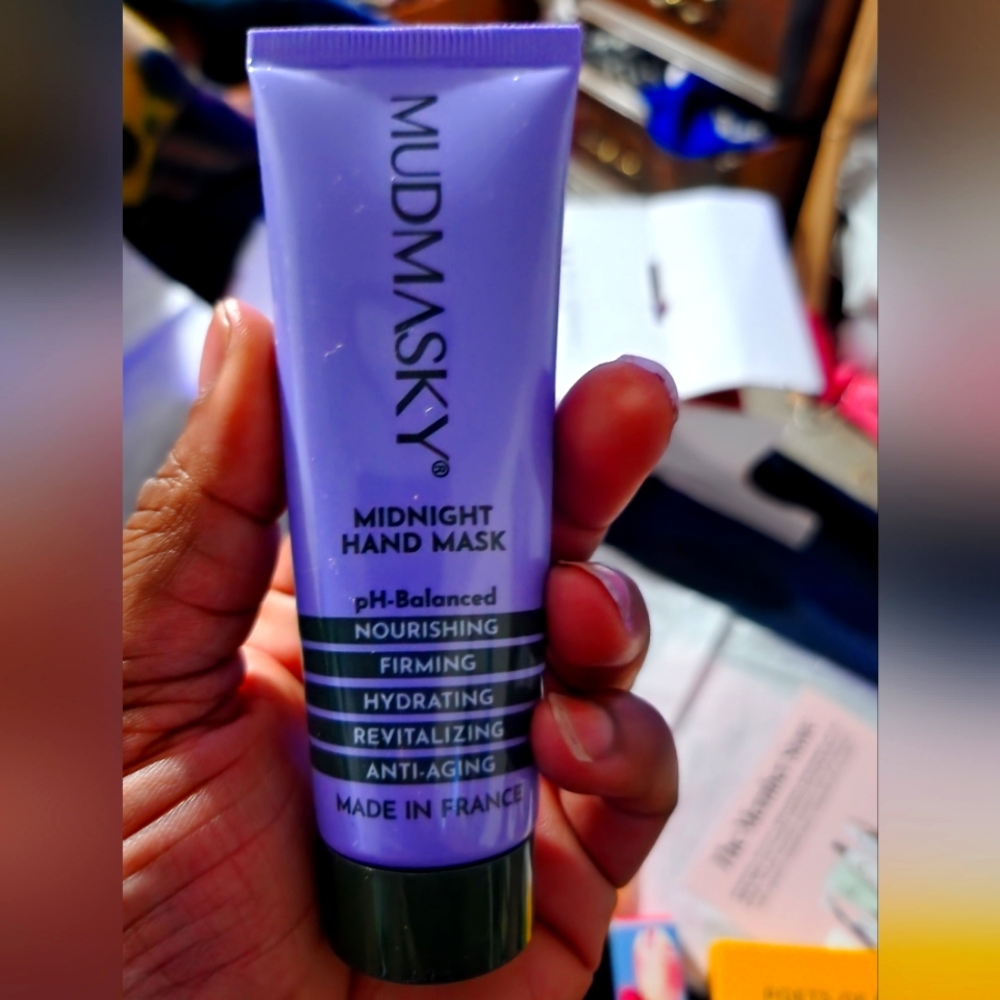 MUDMASKY®
MIDNIGHT
HAND MASK
pH-Balanced
NOURISHING
FIRMING
HYDRATING
REVITALIZING
ANTI-AGING
MADE IN FRANCE